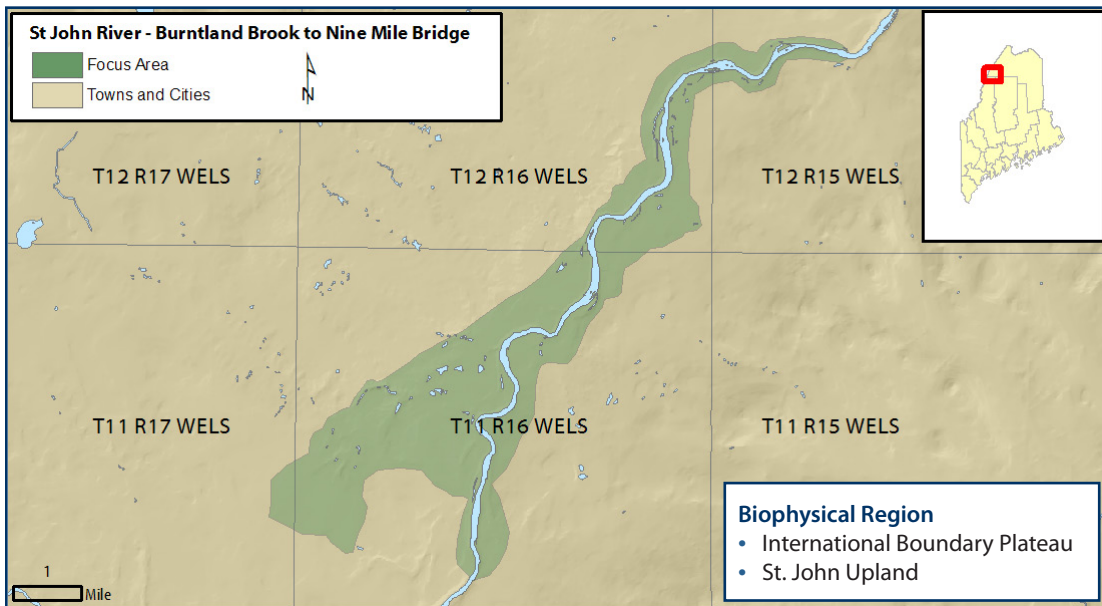 St John River - Burntland Brook to Nine Mile Bridge
Focus Area
Towns and Cities
N
T12 R17 WELS
T12 R16 WELS
T12 R15 WELS
T11 R17 WELS
T11 R16 WELS
T11 R15 WELS
Biophysical Region
• International Boundary Plateau
• St. John Upland
1
Mile